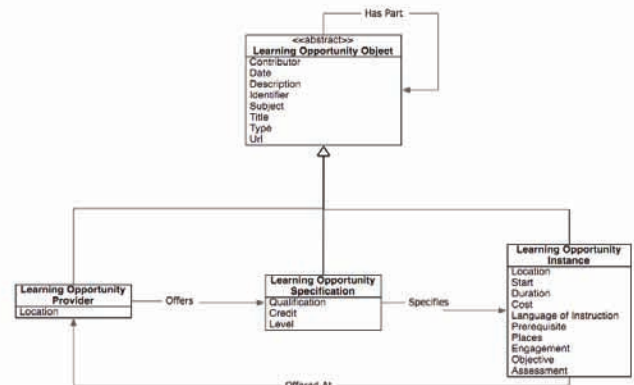 Has Part
<<abstract>>
Learning Opportunity Object
Contributor
Date
Description
Identifier
Subject
Title
Type
Url
Learning Opportunity
Provider
Location
Offers
Learning Opportunity
Specification
Qualification
Credit
Level
Specifies
Learning Opportunity
Instance
Location
Start
Duration
Cost
Language of Instruction
Prerequisite
Places
Engagement
Objective
Assessment
Offered At